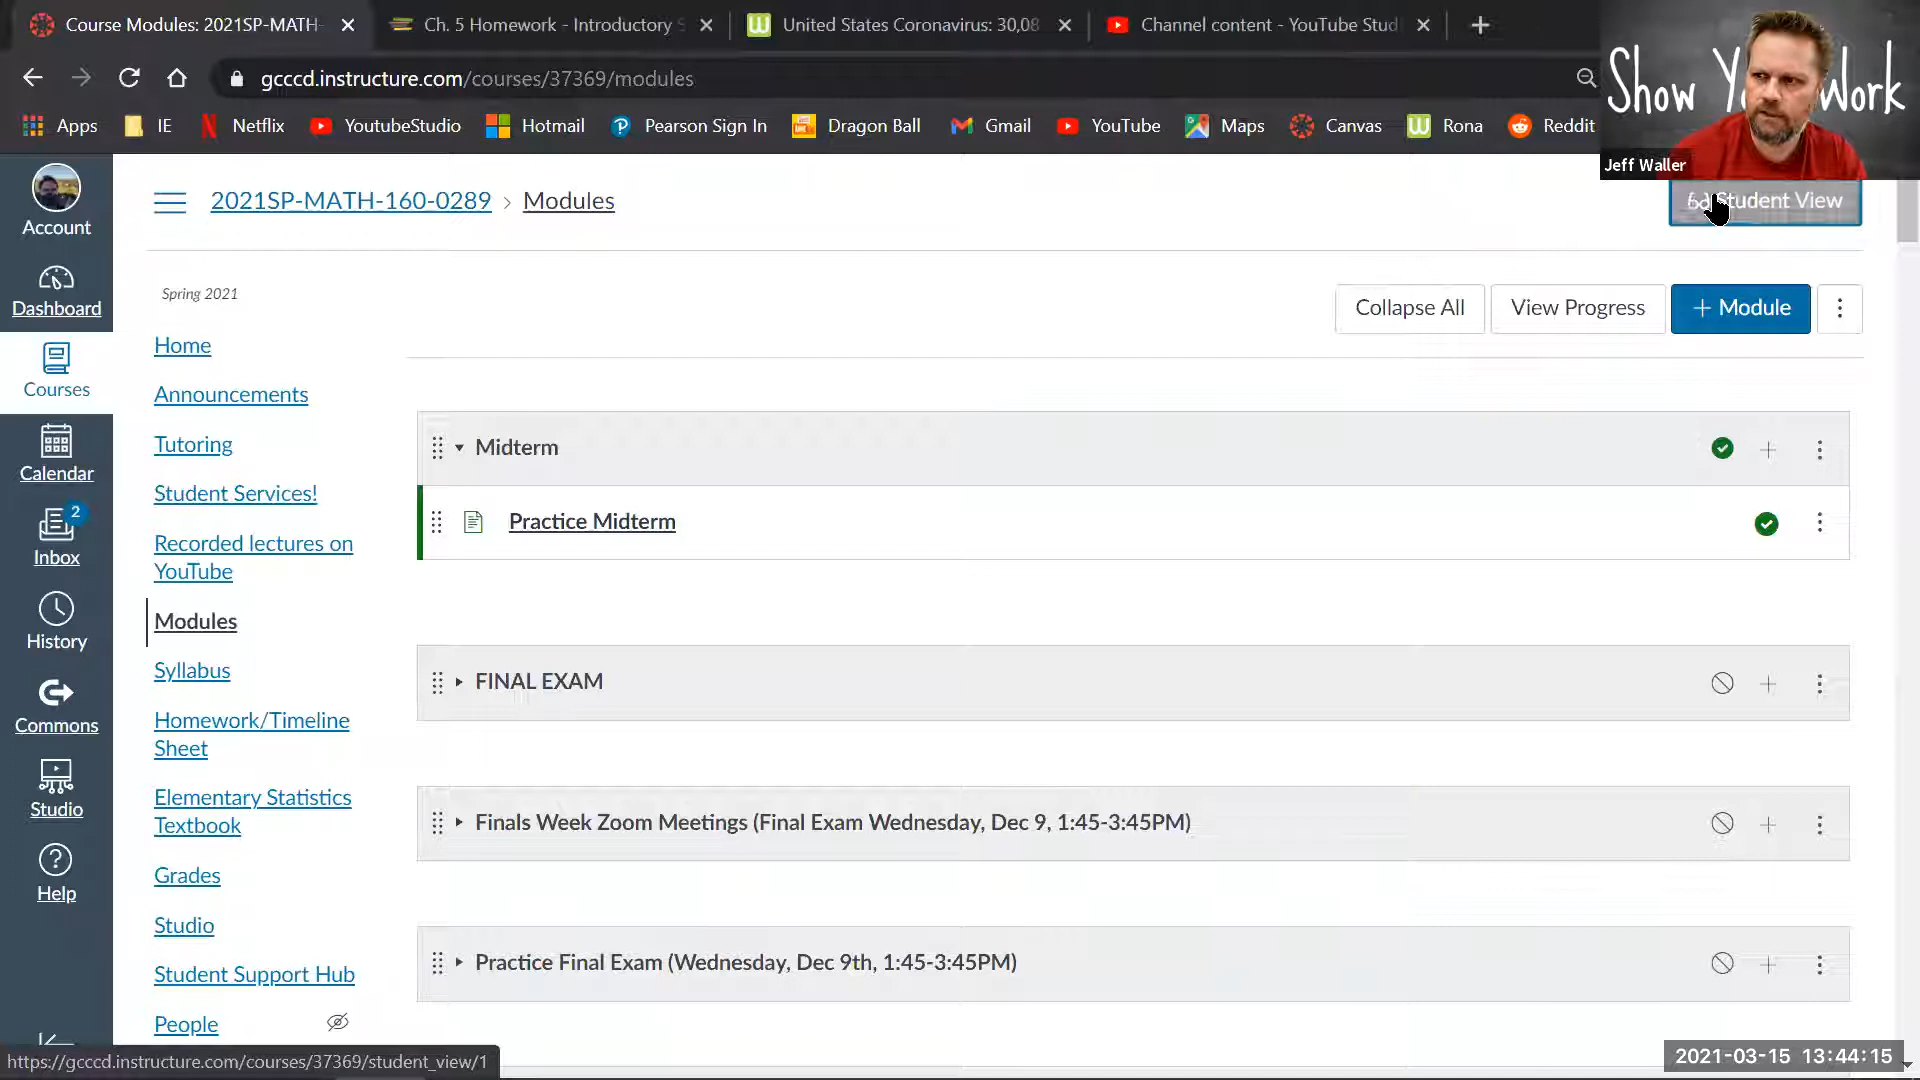 Course Modules: 2021SP-MATH-
Ch. 5 Homework - Introductory S
United States Coronavirus: 30,08
Channel content - YouTube Stud
gcccd.instructure.com/courses/37369/modules
Apps
IE
Netflix
YoutubeStudio
Hotmail
Pearson Sign In
Dragon Ball
Gmail
YouTube
Maps
Canvas
Rona
Reddit
Show Work
Jeff Waller
Account
Dashboard
Courses
Calendar
2
Inbox
History
Commons
Studio
Help
2021SP-MATH-160-0289 > Modules
Student View
Spring 2021
Home
Announcements
Tutoring
Student Services!
Recorded lectures on
YouTube
Modules
Syllabus
Homework/Timeline
Sheet
Elementary Statistics
Textbook
Grades
Studio
Student Support Hub
People
Collapse All
View Progress
+ Module
Midterm
Practice Midterm
FINAL EXAM
Finals Week Zoom Meetings (Final Exam Wednesday, Dec 9, 1:45-3:45PM)
Practice Final Exam (Wednesday, Dec 9th, 1:45-3:45PM)
https://gcccd.instructure.com/courses/37369/student_view/1
2021-03-15 13:44:15